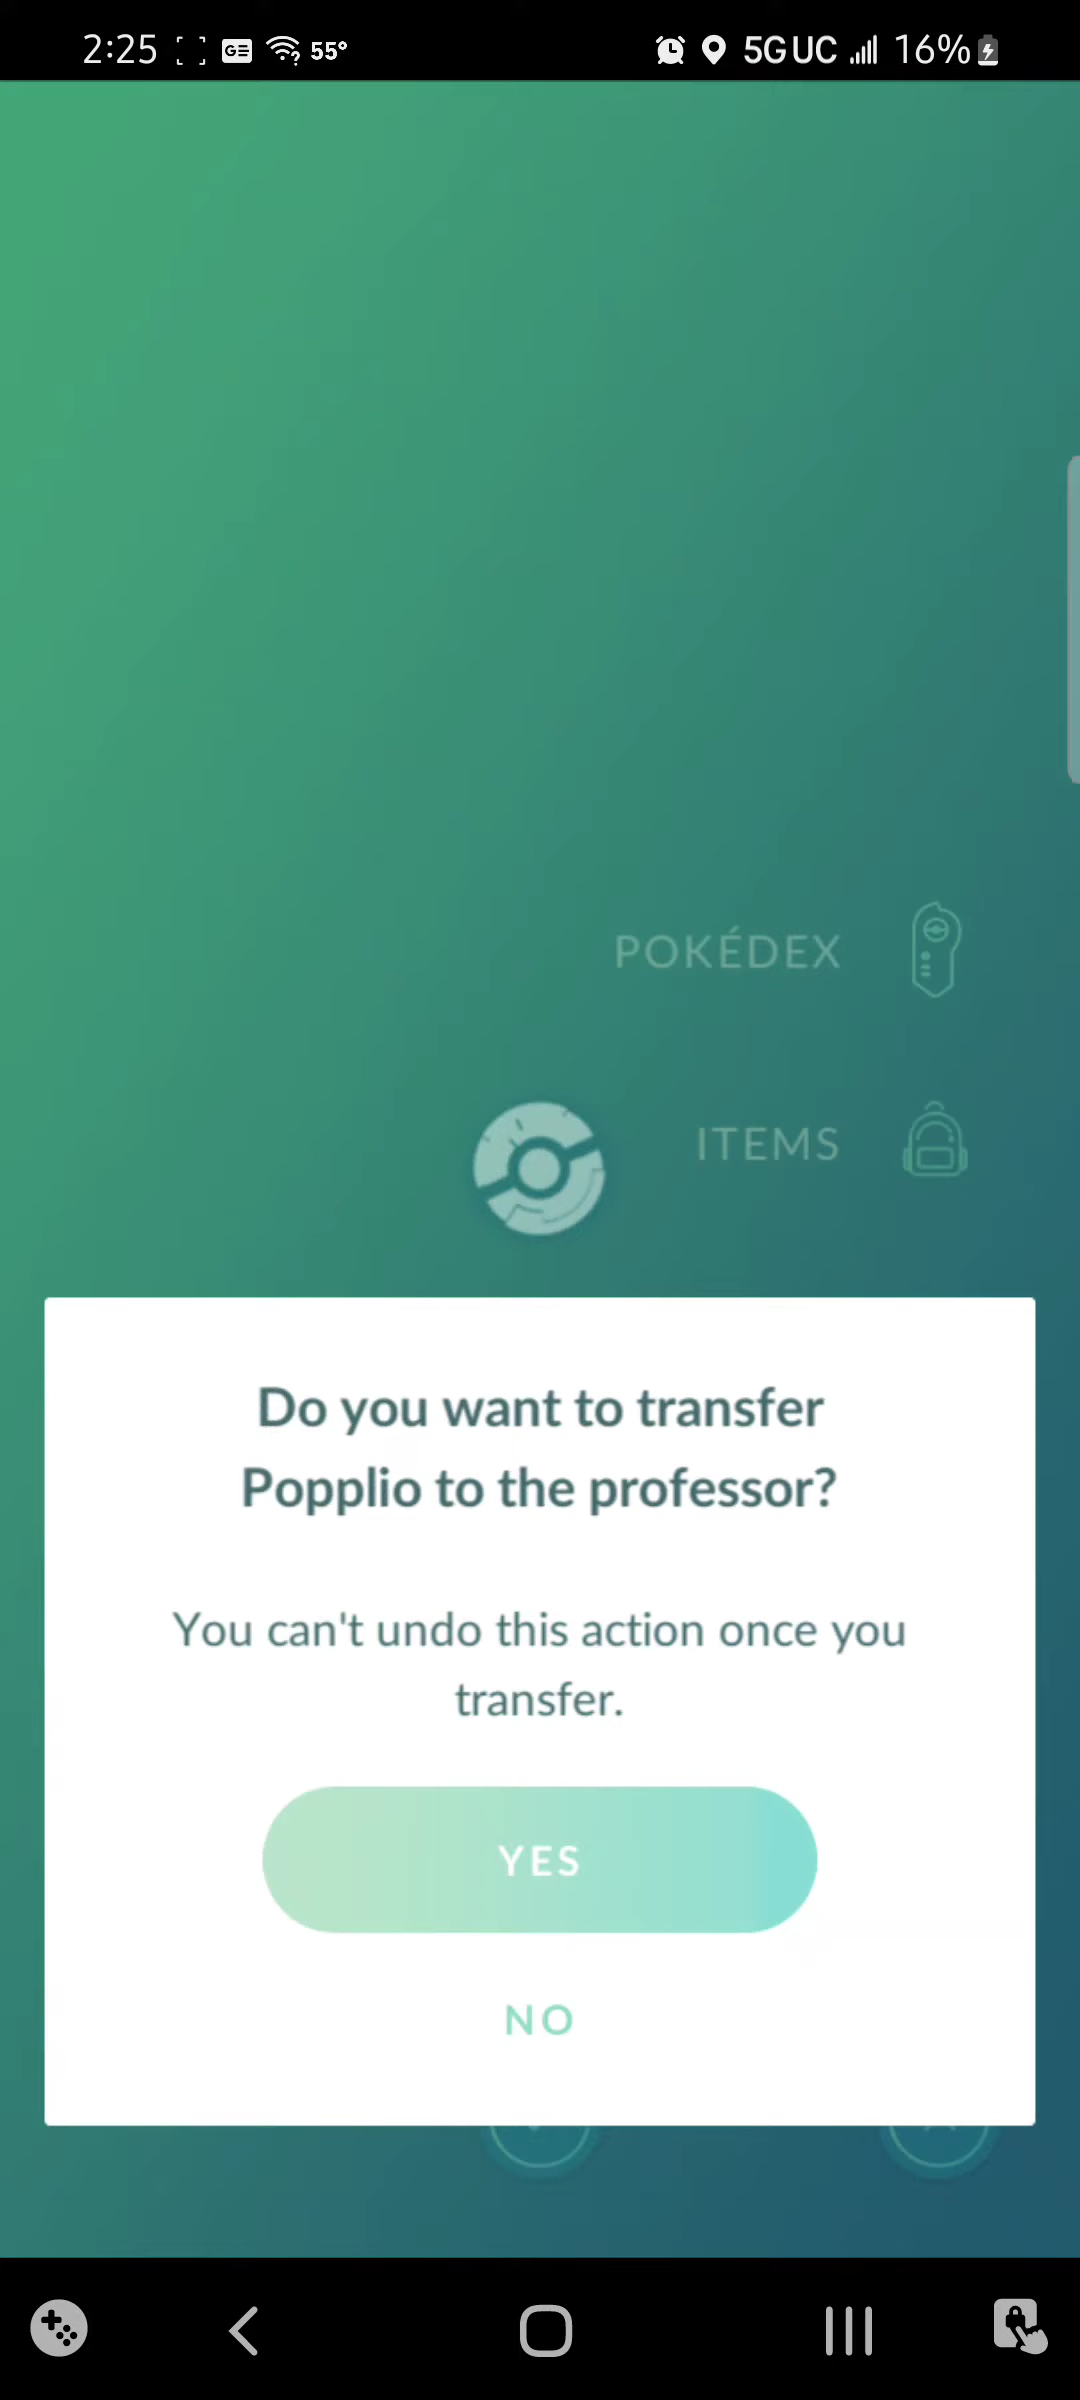 2:25 GE 55° 5G UC 16%
POKÉDEX
ITEMS
Do you want to transfer
Popplio to the professor?
You can't undo this action once you
transfer.
YES
NO